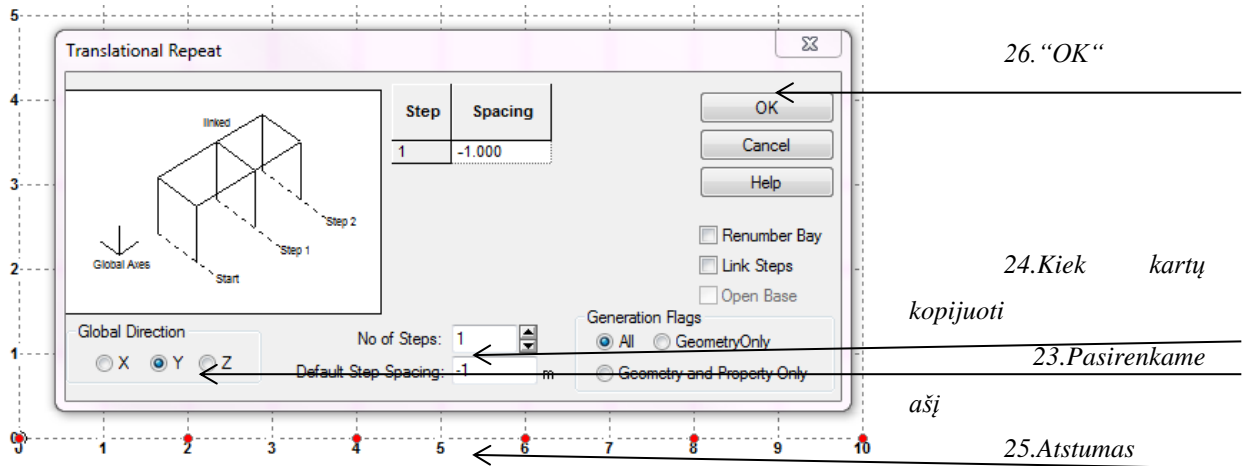 5
Translational Repeat
26.“OK“
4
linked
Step Spacing
1 -1.000
OK
Cancel
Help
3
Step 2
Step 1
Start
Global Axes
Renumber Bay
Link Steps
Open Base
2
24.Kiek kartų
kopijuoti
Global Direction
X Y Z
No of Steps: 1
Default Step Spacing: -1 m
Generation Flags
All GeometryOnly
Geometry and Property Only
1
23.Pasirenkame
ašį
0 1 2 3 4 5 6 7 8 9 10
25.Atstumas